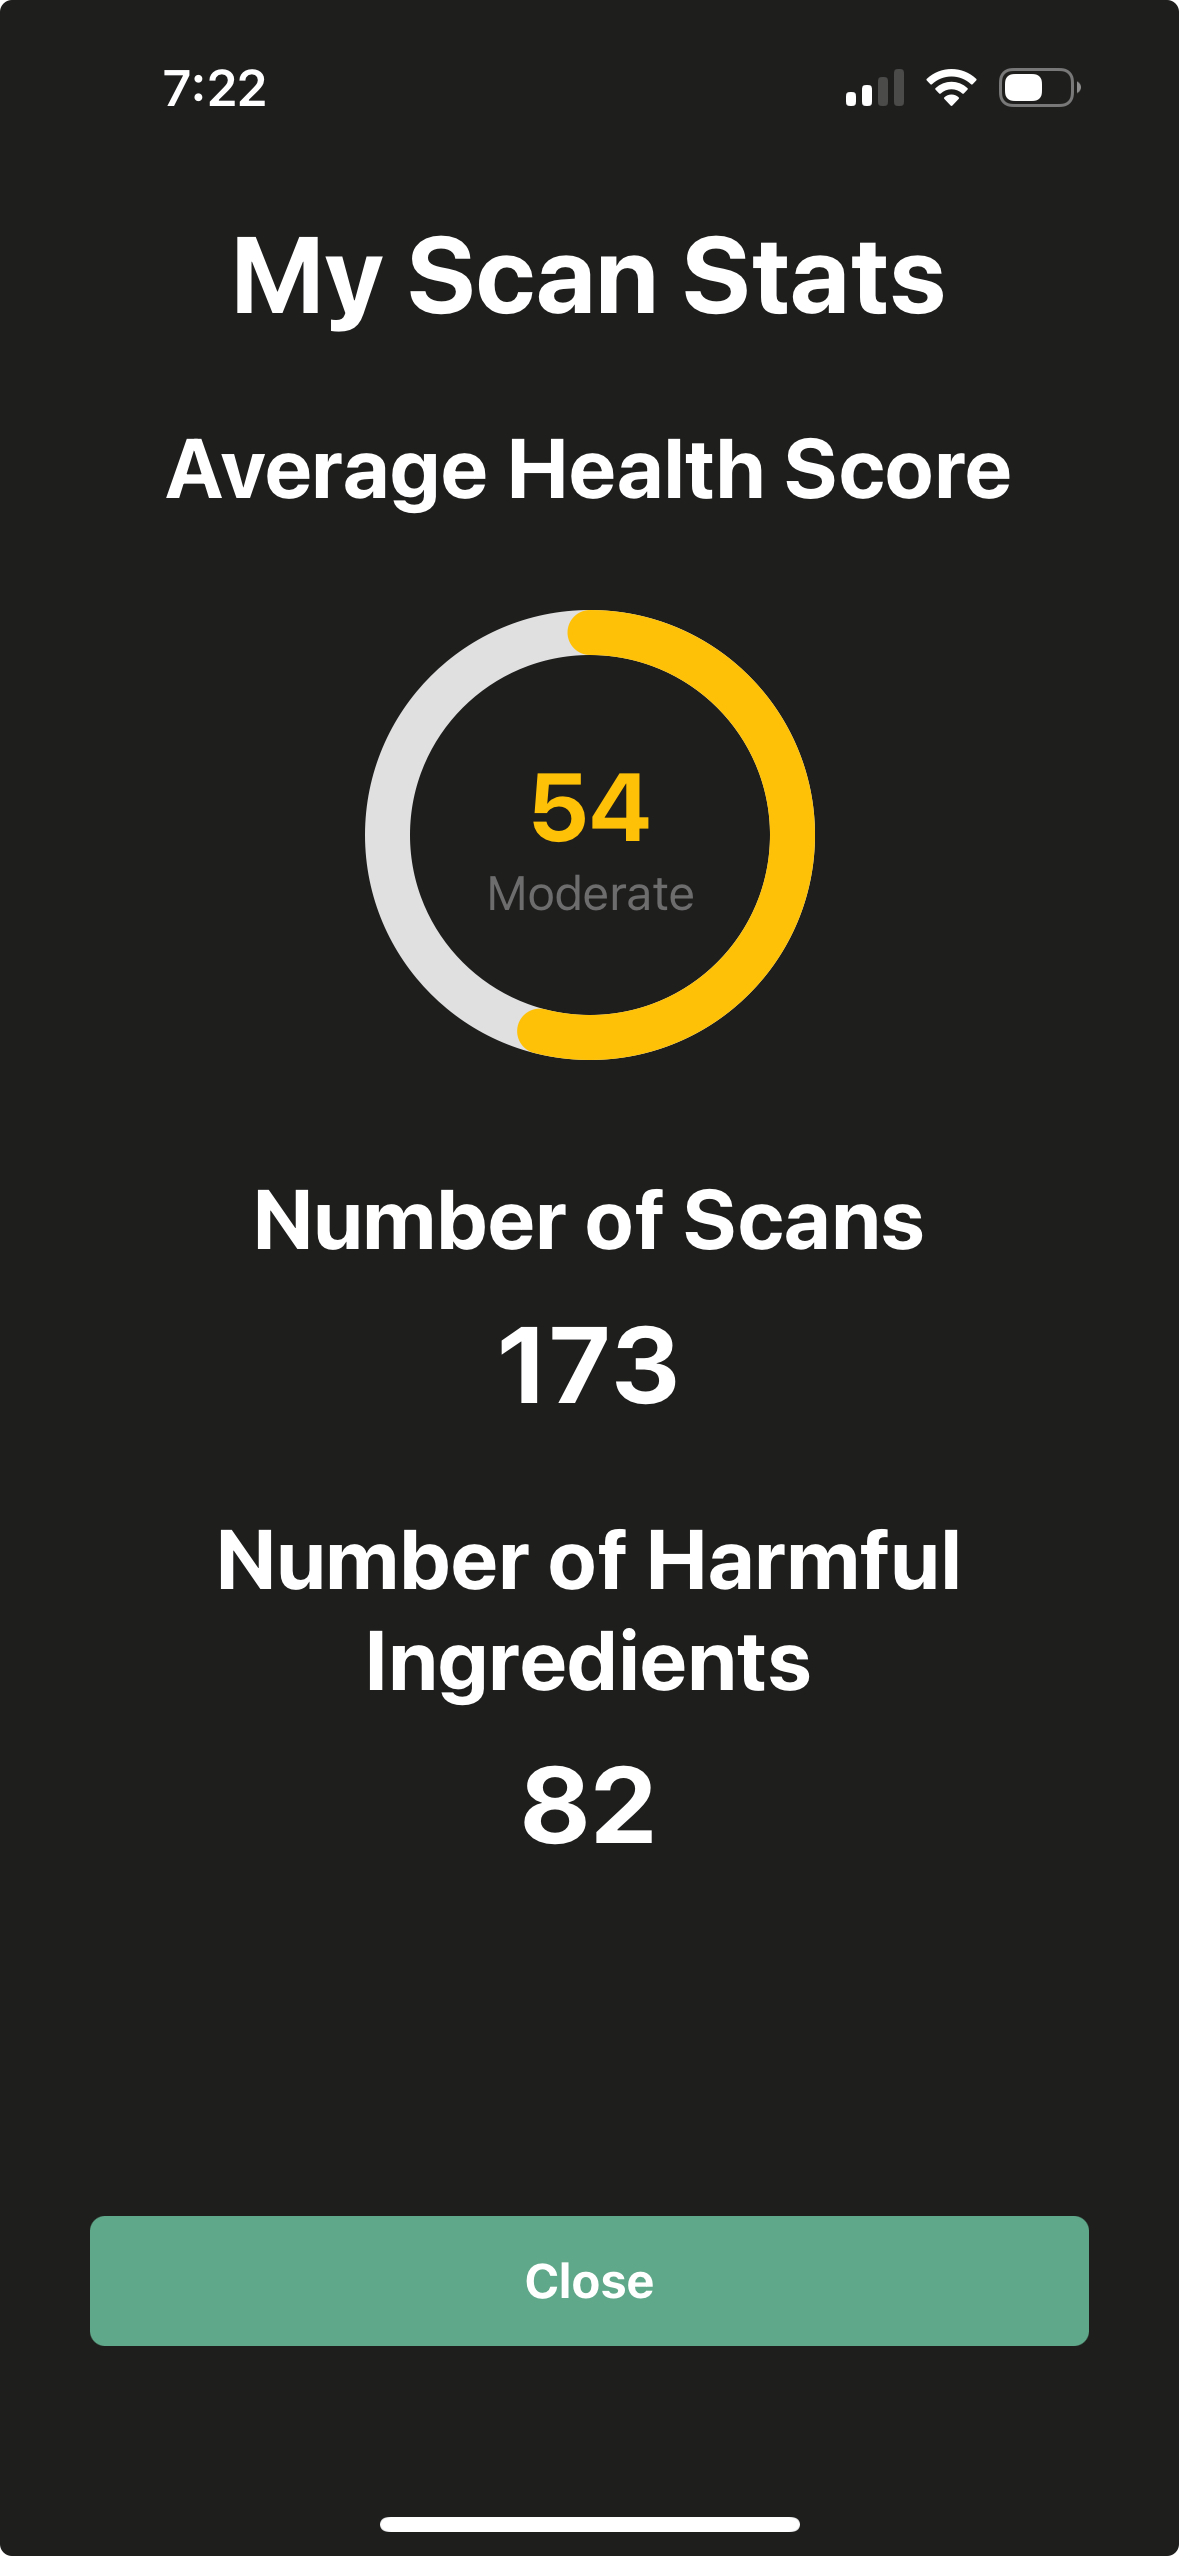 7:22
My Scan Stats
Average Health Score
54
Moderate
Number of Scans
173
Number of Harmful
Ingredients
82
Close